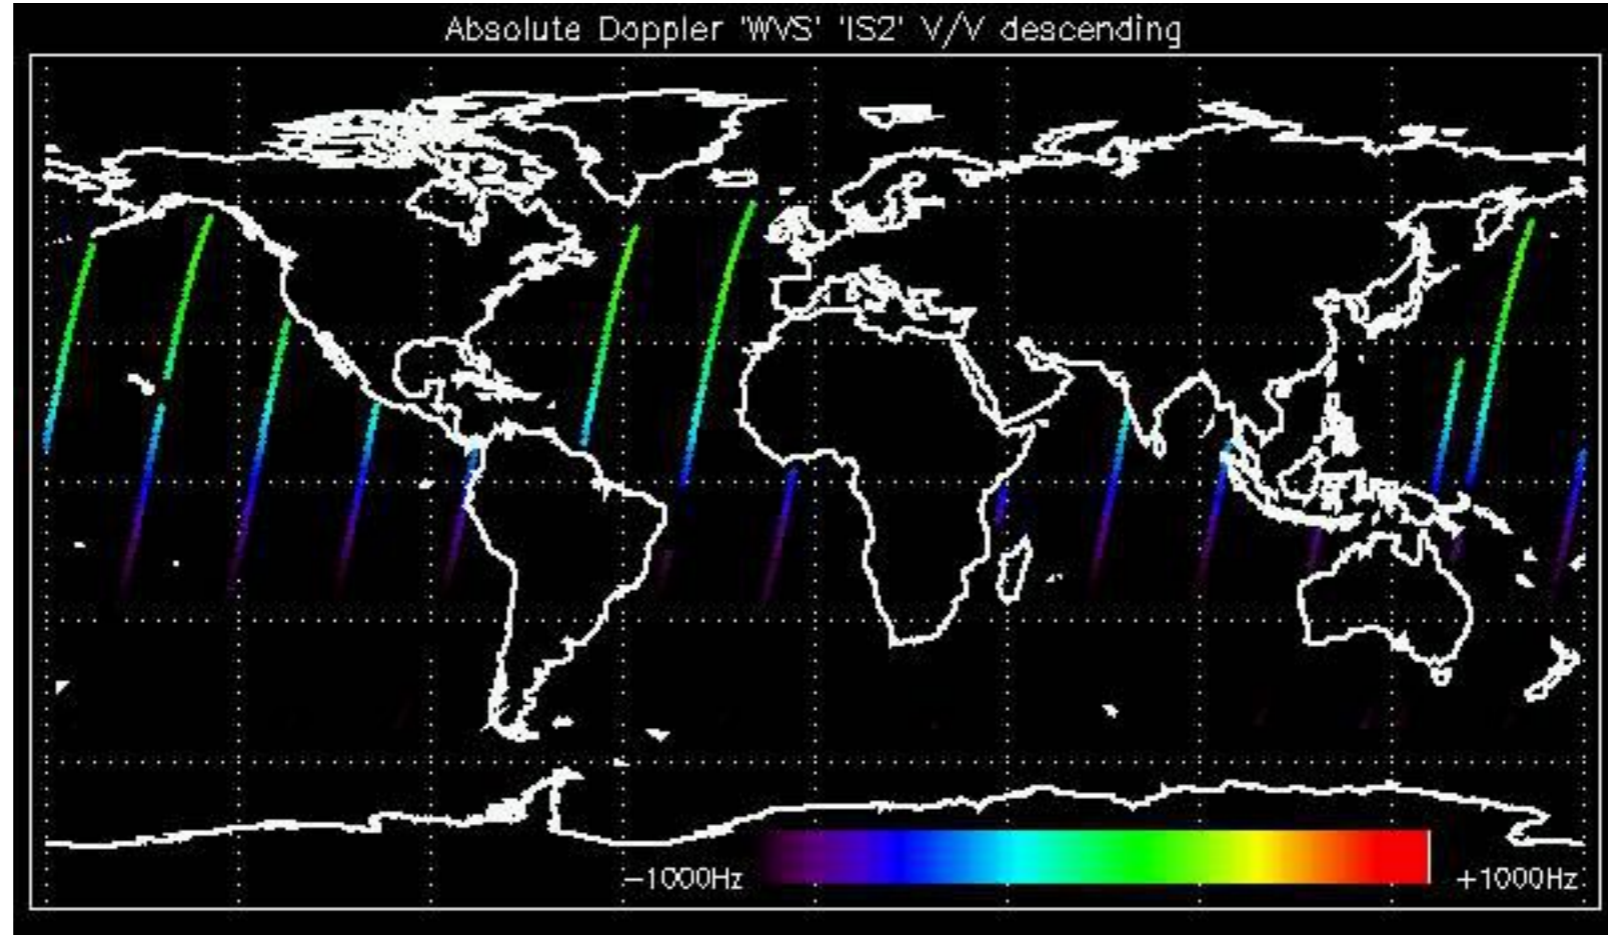 Absolute Doppler 'WVS' 'IS2' V/V descending
−1000Hz +1000Hz